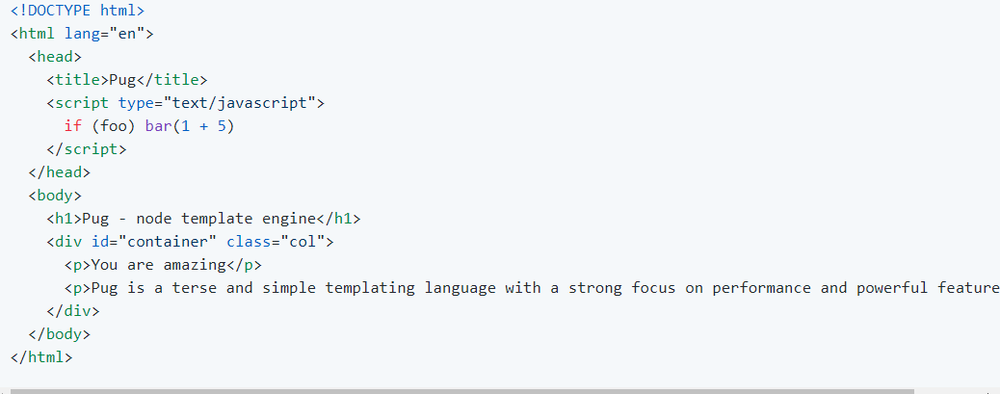 <!DOCTYPE html>
<html lang="en">
  <head>
    <title>Pug</title>
    <script type="text/javascript">
      if (foo) bar(1 + 5)
    </script>
  </head>
  <body>
    <h1>Pug - node template engine</h1>
    <div id="container" class="col">
      <p>You are amazing</p>
      <p>Pug is a terse and simple templating language with a strong focus on performance and powerful feature
    </div>
  </body>
</html>